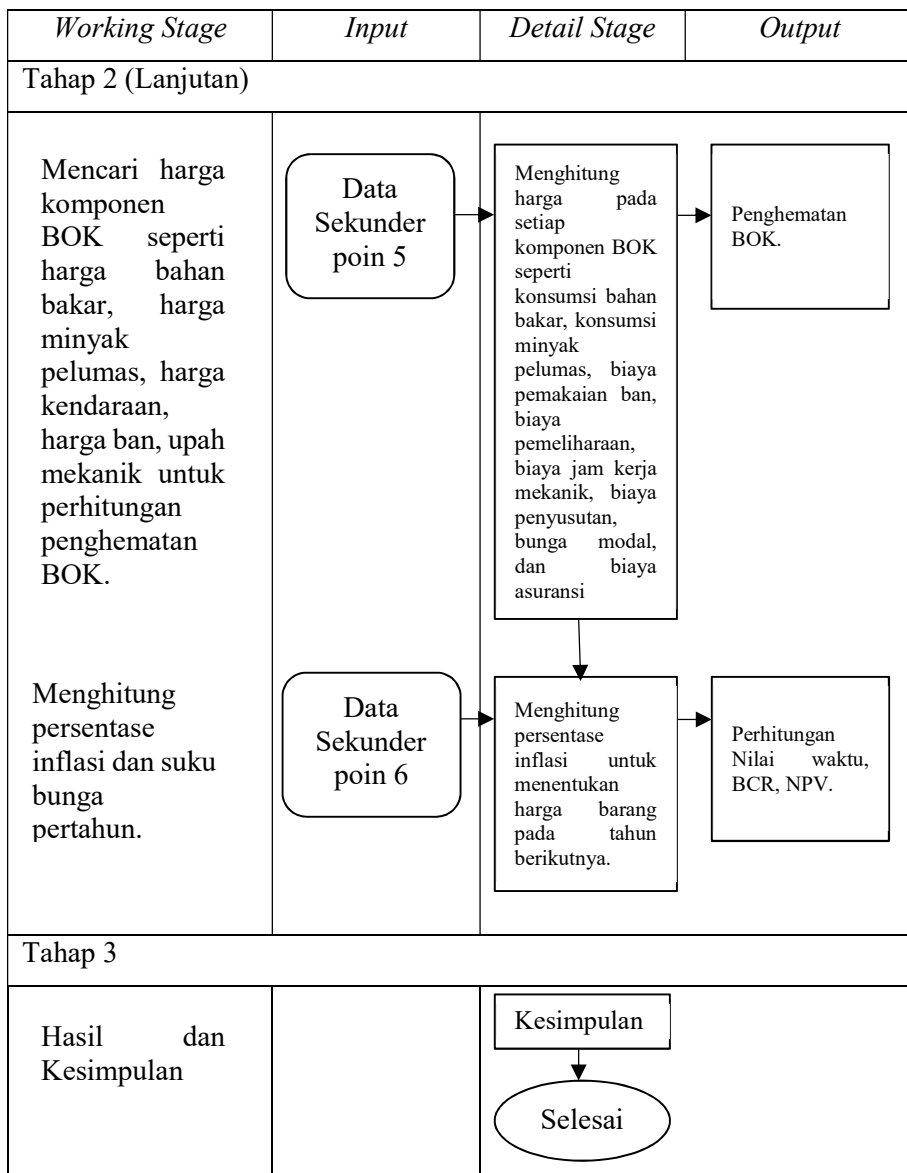 Working Stage Input Detail Stage Output
Tahap 2 (Lanjutan)
Mencari harga
komponen
BOK seperti
harga bahan
bakar, harga
minyak
pelumas, harga
kendaraan,
harga ban, upah
mekanik untuk
perhitungan
penghematan
BOK.
Data
Sekunder
poin 5
Menghitung
harga pada
setiap
komponen BOK
seperti
konsumsi bahan
bakar, konsumsi
minyak
pelumas, biaya
pemakaian ban,
biaya
pemeliharaan,
biaya jam kerja
mekanik, biaya
penyusutan,
bunga modal,
dan biaya
asuransi
Penghematan
BOK.
Menghitung
persentase
inflasi dan suku
bunga
pertahun.
Data
Sekunder
poin 6
Menghitung
persentase
inflasi untuk
menentukan
harga barang
pada tahun
berikutnya.
Perhitungan
Nilai waktu,
BCR, NPV.
Tahap 3
Hasil dan
Kesimpulan
Kesimpulan
Selesai